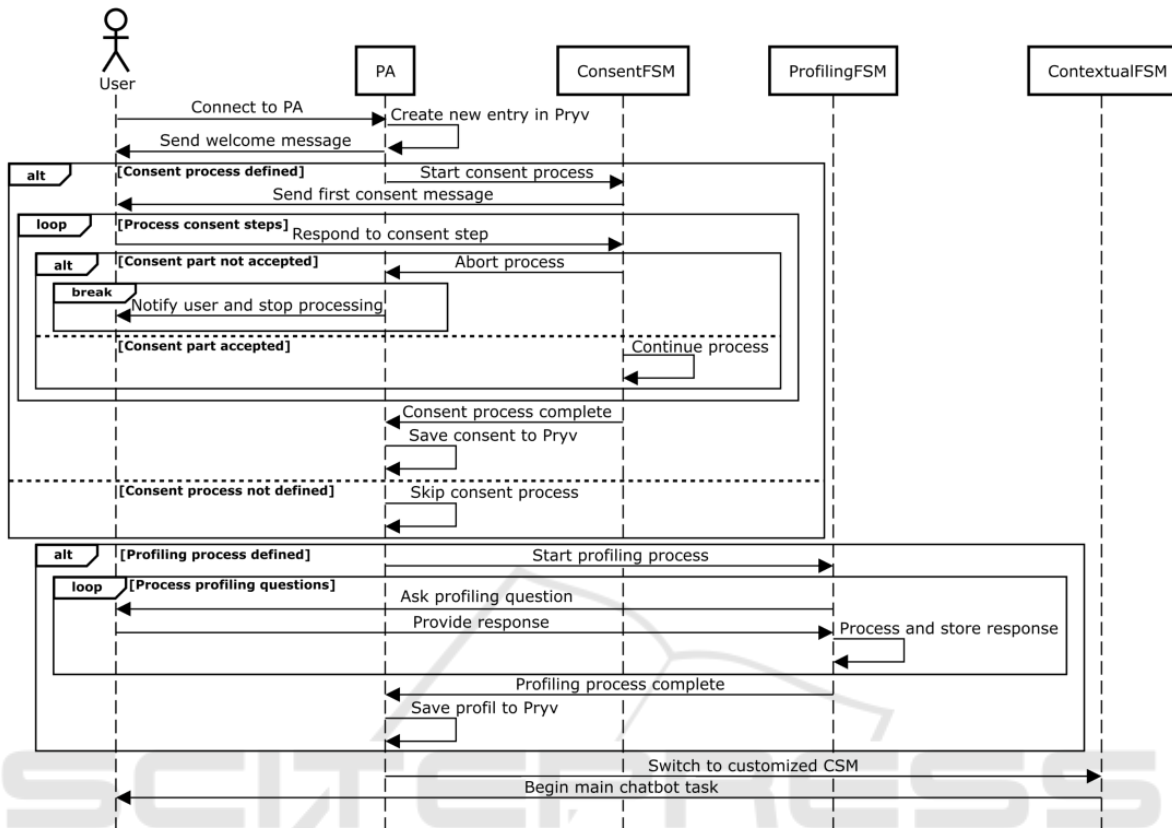 User
PA
ConsentFSM
ProfilingFSM
ContextualFSM
Connect to PA
Create new entry in Pryv
Send welcome message
alt
[Consent process defined]
Start consent process
Send first consent message
loop
[Process consent steps]
Respond to consent step
alt
[Consent part not accepted]
Abort process
break
Notify user and stop processing
[Consent part accepted]
Continue process
Consent process complete
Save consent to Pryv
[Consent process not defined]
Skip consent process
alt
[Profiling process defined]
Start profiling process
loop
[Process profiling questions]
Ask profiling question
Provide response
Process and store response
Profiling process complete
Save profil to Pryv
Switch to customized CSM
Begin main chatbot task
SCITEPRESS